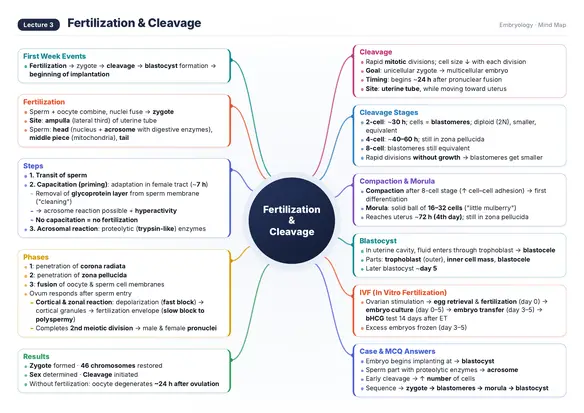 Lecture 3
Fertilization & Cleavage
Embryology · Mind Map
First Week Events
Fertilization → zygote → cleavage → blastocyst formation →
beginning of implantation
Fertilization
Sperm + oocyte combine, nuclei fuse → zygote
Site: ampulla (lateral third) of uterine tube
Sperm: head (nucleus + acrosome with digestive enzymes),
middle piece (mitochondria), tail
Steps
1. Transit of sperm
2. Capacitation (priming): adaptation in female tract (~7 h)
– Removal of glycoprotein layer from sperm membrane
("cleaning")
– → acrosome reaction possible + hyperactivity
– No capacitation = no fertilization
3. Acrosomal reaction: proteolytic (trypsin-like) enzymes
Phases
1: penetration of corona radiata
2: penetration of zona pellucida
3: fusion of oocyte & sperm cell membranes
Ovum responds after sperm entry
– Cortical & zonal reaction: depolarization (fast block) →
cortical granules → fertilization envelope (slow block to
polyspermy)
– Completes 2nd meiotic division → male & female pronuclei
Results
Zygote formed · 46 chromosomes restored
Sex determined · Cleavage initiated
Without fertilization: oocyte degenerates ~24 h after ovulation
Fertilization
&
Cleavage
Cleavage
Rapid mitotic divisions; cell size ↓ with each division
Goal: unicellular zygote → multicellular embryo
Timing: begins ~24 h after pronuclear fusion
Site: uterine tube, while moving toward uterus
Cleavage Stages
2-cell: ~30 h; cells = blastomeres; diploid (2N), smaller,
equivalent
4-cell: ~40–60 h; still in zona pellucida
8-cell: blastomeres still equivalent
Rapid divisions without growth → blastomeres get smaller
Compaction & Morula
Compaction after 8-cell stage (↑ cell–cell adhesion) → first
differentiation
Morula: solid ball of 16–32 cells ("little mulberry")
Reaches uterus ~72 h (4th day); still in zona pellucida
Blastocyst
In uterine cavity, fluid enters through trophoblast → blastocele
Parts: trophoblast (outer), inner cell mass, blastocele
Later blastocyst ~day 5
IVF (In Vitro Fertilization)
Ovarian stimulation → egg retrieval & fertilization (day 0) →
embryo culture (day 0–5) → embryo transfer (day 3–5) →
bHCG test 14 days after ET
Excess embryos frozen (day 3–5)
Case & MCQ Answers
Embryo begins implanting at → blastocyst
Sperm part with proteolytic enzymes → acrosome
Early cleavage → ↑ number of cells
Sequence → zygote → blastomeres → morula → blastocyst